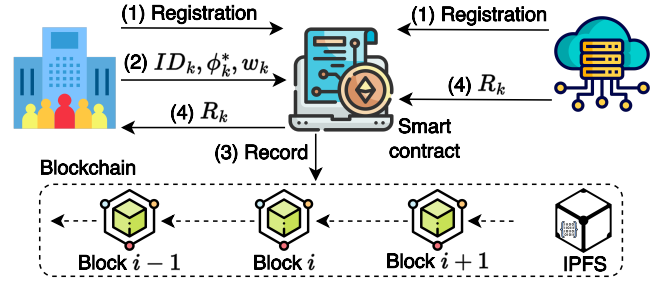 (1) Registration
(1) Registration
(2) $ID_k, \phi_k^*, w_k$
(4) $R_k$
(4) $R_k$
Smart
contract
(3) Record
Blockchain
Block $i-1$
Block $i$
Block $i+1$
IPFS